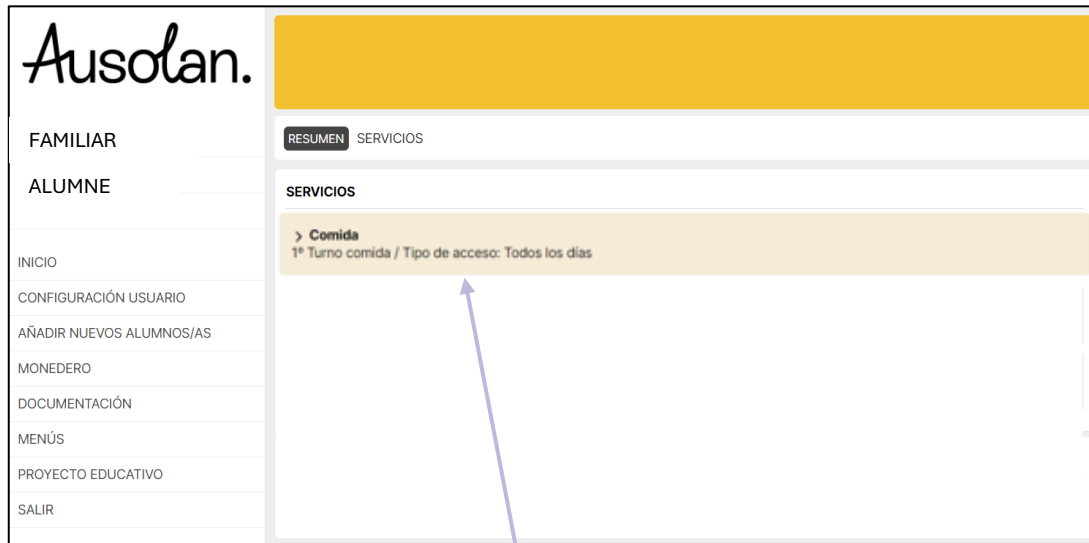 Ausolan.
FAMILIAR
ALUMNE
INICIO
CONFIGURACIÓN USUARIO
AÑADIR NUEVOS ALUMNOS/AS
MONEDERO
DOCUMENTACIÓN
MENÚS
PROYECTO EDUCATIVO
SALIR
RESUMEN SERVICIOS
SERVICIOS
> Comida
1º Turno comida / Tipo de acceso: Todos los días